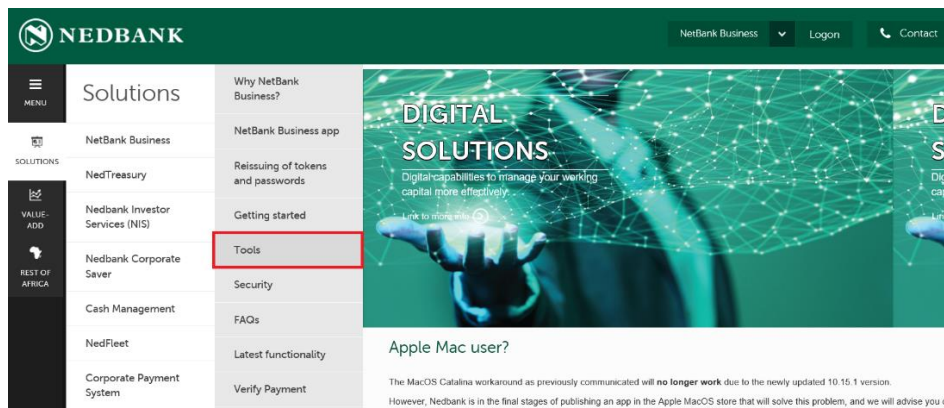 NEDBANK
NetBank Business
Logon
Contact
MENU
SOLUTIONS
VALUE-
ADD
REST OF
AFRICA
Solutions
NetBank Business
NedTreasury
Nedbank Investor
Services (NIS)
Nedbank Corporate
Saver
Cash Management
NedFleet
Corporate Payment
System
Why NetBank
Business?
NetBank Business app
Reissuing of tokens
and passwords
Getting started
Tools
Security
FAQs
Latest functionality
Verify Payment
DIGITAL
SOLUTIONS
Digital capabilities to manage your working
capital more effectively.
Link to more info
Apple Mac user?
The MacOS Catalina workaround as previously communicated will no longer work due to the newly updated 10.15.1 version.
However, Nedbank is in the final stages of publishing an app in the Apple MacOS store that will solve this problem, and we will advise you